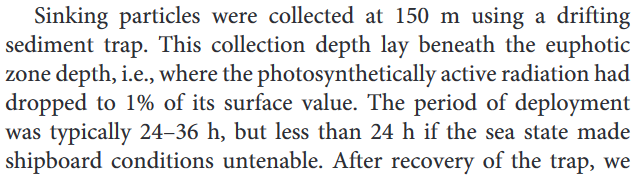 Sinking particles were collected at 150 m using a drifting
sediment trap. This collection depth lay beneath the euphotic
zone depth, i.e., where the photosynthetically active radiation had
dropped to 1% of its surface value. The period of deployment
was typically 24–36 h, but less than 24 h if the sea state made
shipboard conditions untenable. After recovery of the trap, we